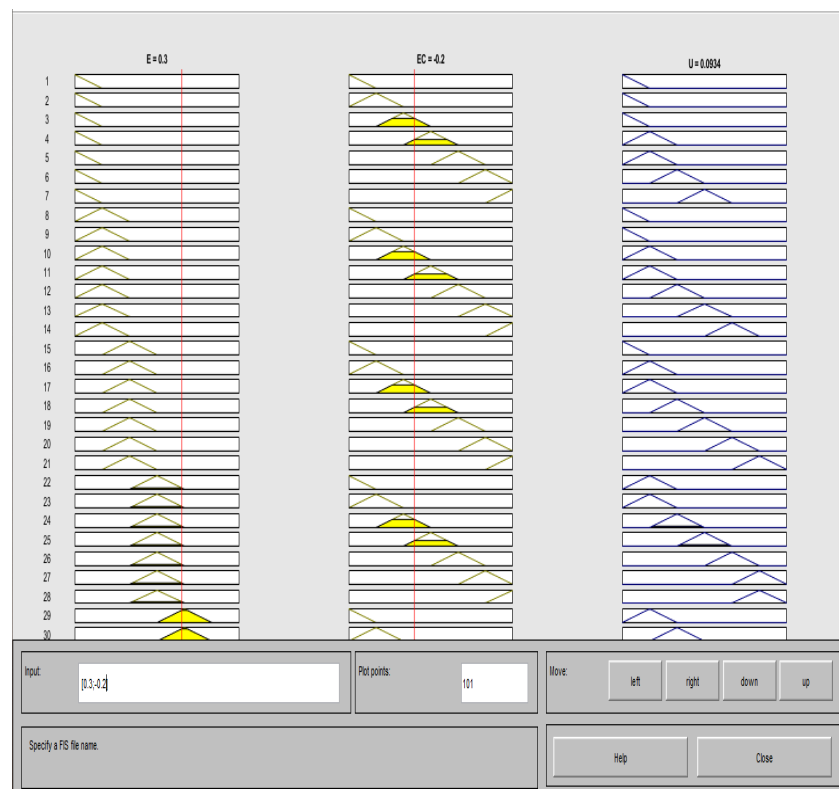 E = 0.3
EC = -0.2
U = 0.0934
1
2
3
4
5
6
7
8
9
10
11
12
13
14
15
16
17
18
19
20
21
22
23
24
25
26
27
28
29
30
Input:
[0.3;-0.2]
Plot points:
101
Move:
left
right
down
up
Specify a FIS file name.
Help
Close